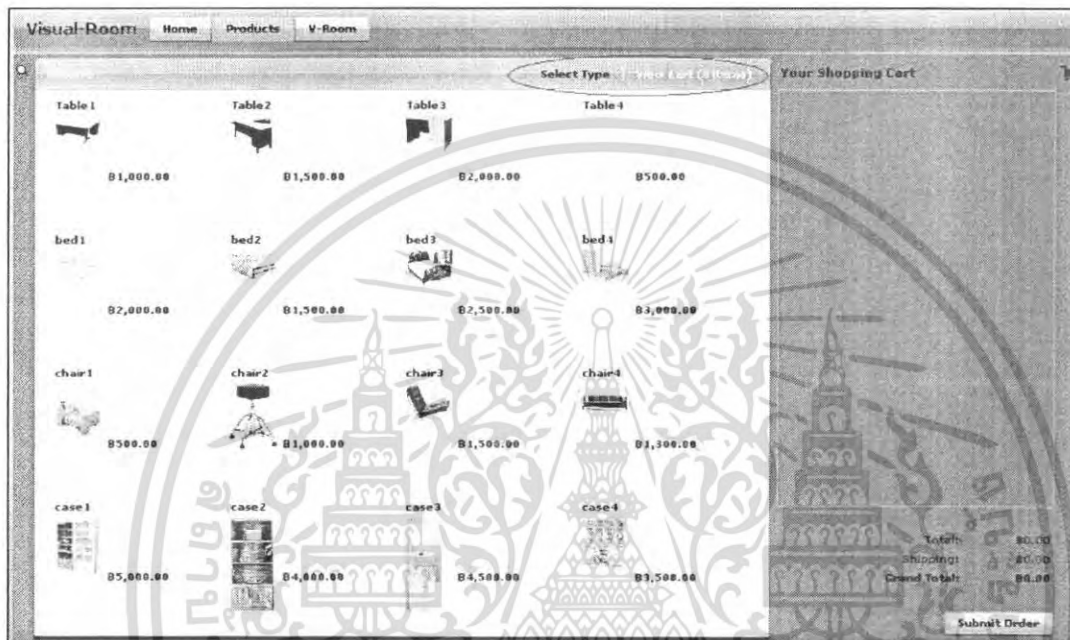 Visual-Room Home Products V-Room
Select Type View Cart (0 items) Your Shopping Cart
Table1 Table2 Table3 Table4
฿1,000.00 ฿1,500.00 ฿2,000.00 ฿500.00
bed1 bed2 bed3 bed4
฿2,000.00 ฿1,500.00 ฿2,500.00 ฿3,000.00
chair1 chair2 chair3 chair4
฿500.00 ฿1,000.00 ฿1,500.00 ฿1,300.00
case1 case2 case3 case4
฿5,000.00 ฿4,000.00 ฿4,500.00 ฿3,500.00
Total: ฿0.00
Shipping: ฿0.00
Grand Total: ฿0.00
Submit Order